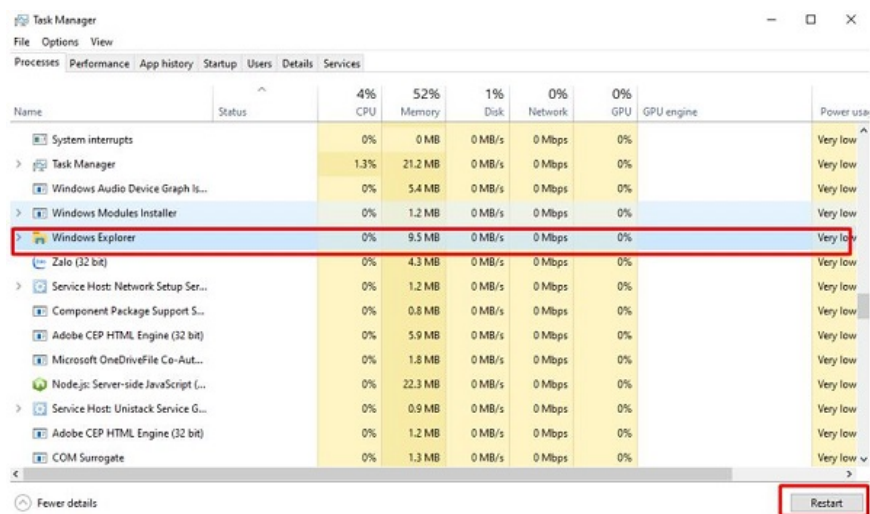 Task Manager
File Options View
Processes Performance App history Startup Users Details Services
4% 52% 1% 0% 0%
Name Status CPU Memory Disk Network GPU GPU engine Power usa
System interrupts 0% 0 MB 0 MB/s 0 Mbps 0% Very low
Task Manager 1.3% 21.2 MB 0 MB/s 0 Mbps 0% Very low
Windows Audio Device Graph Is... 0% 5.4 MB 0 MB/s 0 Mbps 0% Very low
Windows Modules Installer 0% 1.2 MB 0 MB/s 0 Mbps 0% Very low
Windows Explorer 0% 9.5 MB 0 MB/s 0 Mbps 0% Very low
Zalo (32 bit) 0% 4.3 MB 0 MB/s 0 Mbps 0% Very low
Service Host: Network Setup Ser... 0% 1.2 MB 0 MB/s 0 Mbps 0% Very low
Component Package Support S... 0% 0.8 MB 0 MB/s 0 Mbps 0% Very low
Adobe CEP HTML Engine (32 bit) 0% 5.9 MB 0 MB/s 0 Mbps 0% Very low
Microsoft OneDriveFile Co-Aut... 0% 1.8 MB 0 MB/s 0 Mbps 0% Very low
Node.js: Server-side JavaScript (... 0% 22.3 MB 0 MB/s 0 Mbps 0% Very low
Service Host: Unistack Service G... 0% 0.9 MB 0 MB/s 0 Mbps 0% Very low
Adobe CEP HTML Engine (32 bit) 0% 1.2 MB 0 MB/s 0 Mbps 0% Very low
COM Surrogate 0% 1.3 MB 0 MB/s 0 Mbps 0% Very low
Fewer details Restart